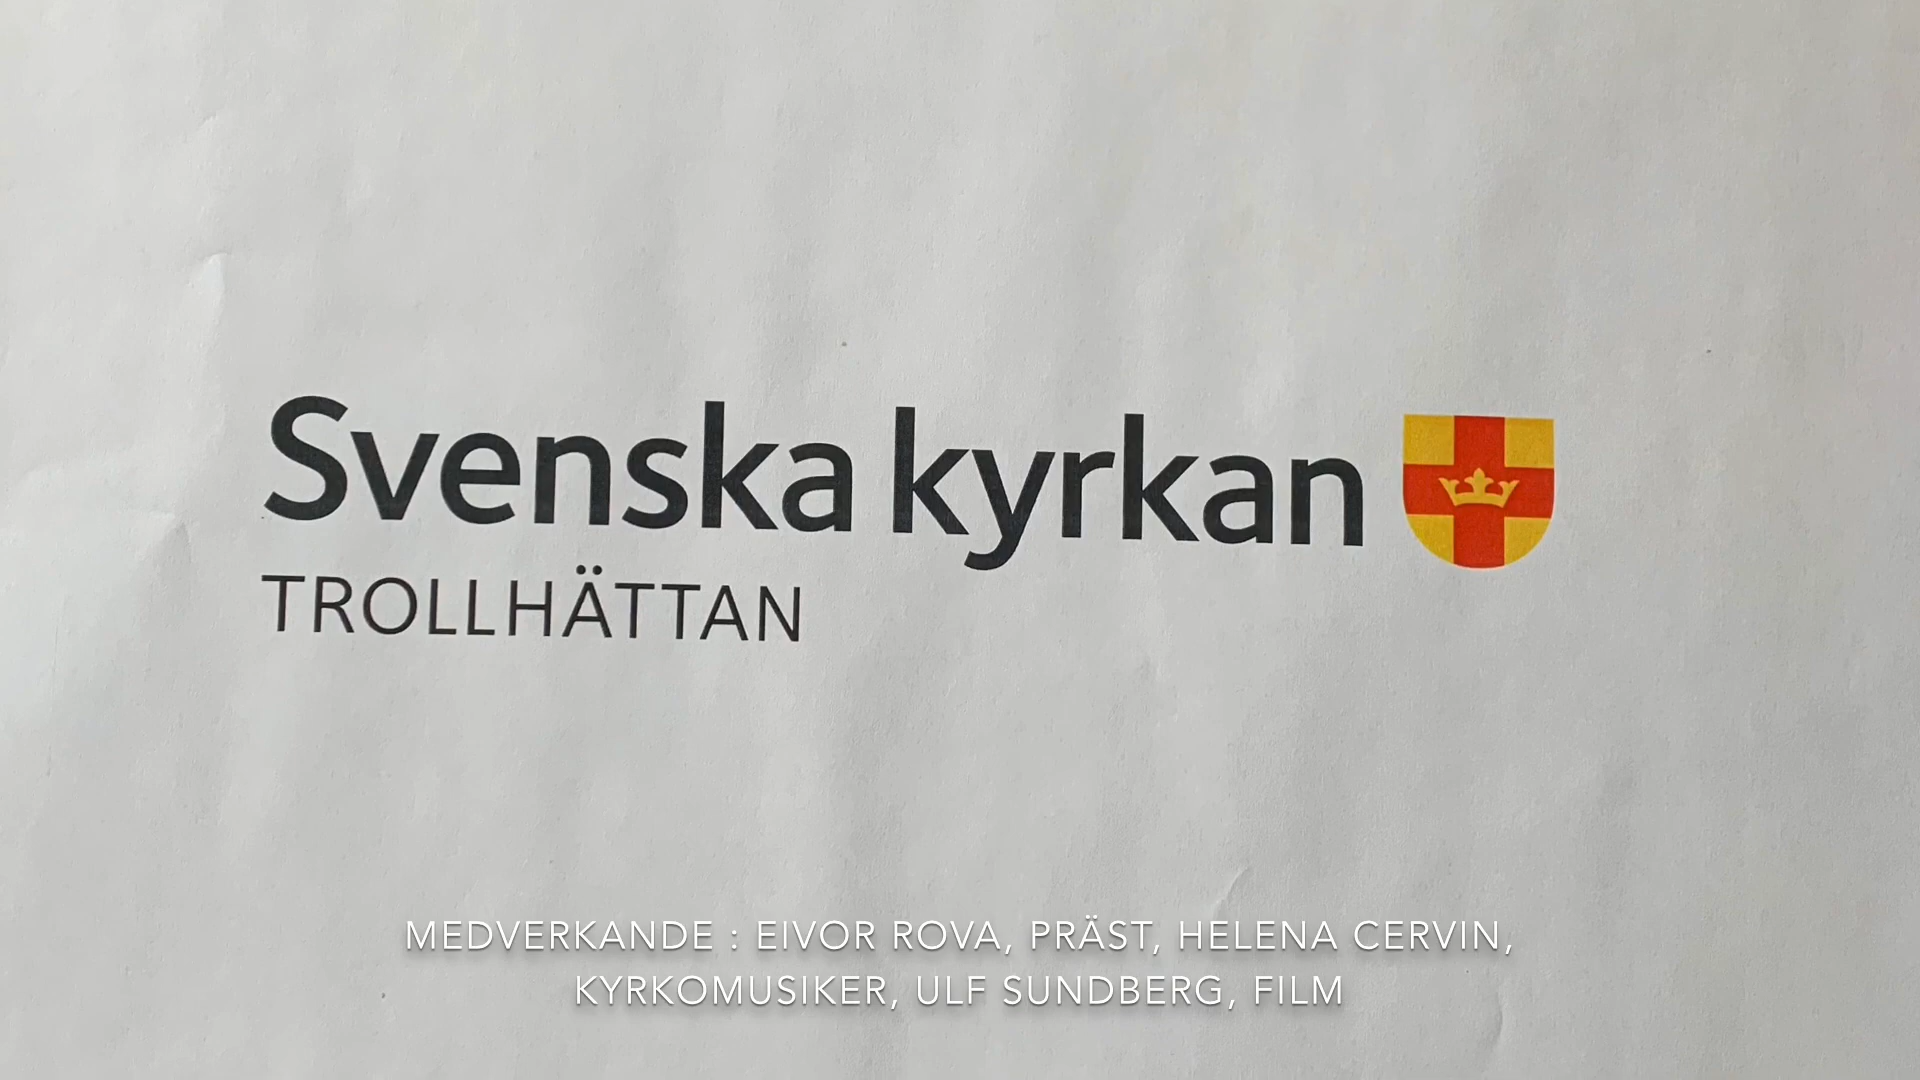 Svenska kyrkan
TROLLHÄTTAN
MEDVERKANDE : EIVOR ROVA, PRÄST, HELENA CERVIN,
KYRKOMUSIKER, ULF SUNDBERG, FILM